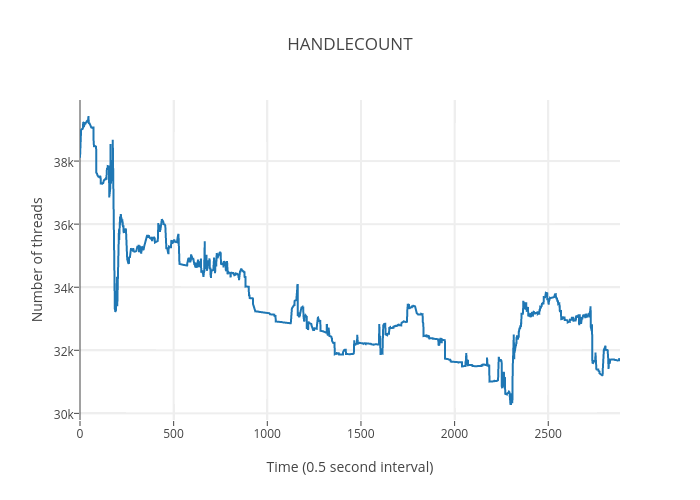 HANDLECOUNT
38k
36k
34k
32k
30k
Number of threads
0
500
1000
1500
2000
2500
Time (0.5 second interval)